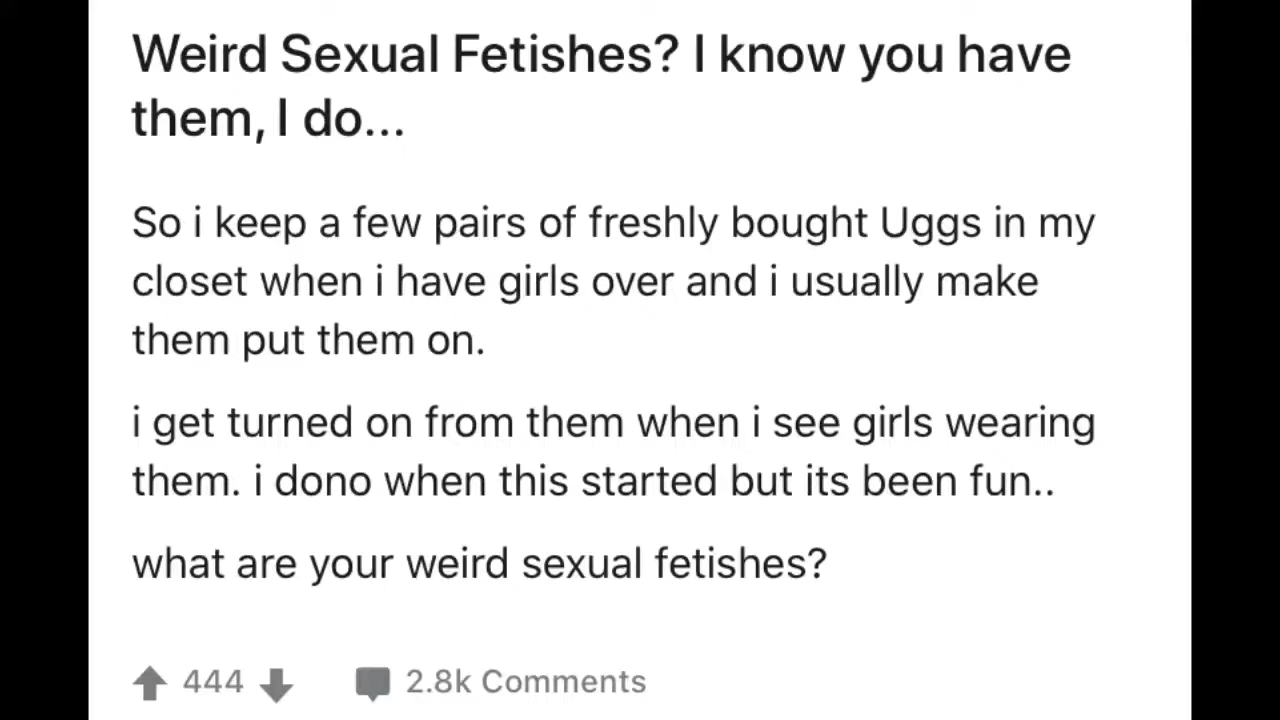 Weird Sexual Fetishes? I know you have
them, I do...
So i keep a few pairs of freshly bought Uggs in my
closet when i have girls over and i usually make
them put them on.
i get turned on from them when i see girls wearing
them. i dono when this started but its been fun..
what are your weird sexual fetishes?
444 2.8k Comments